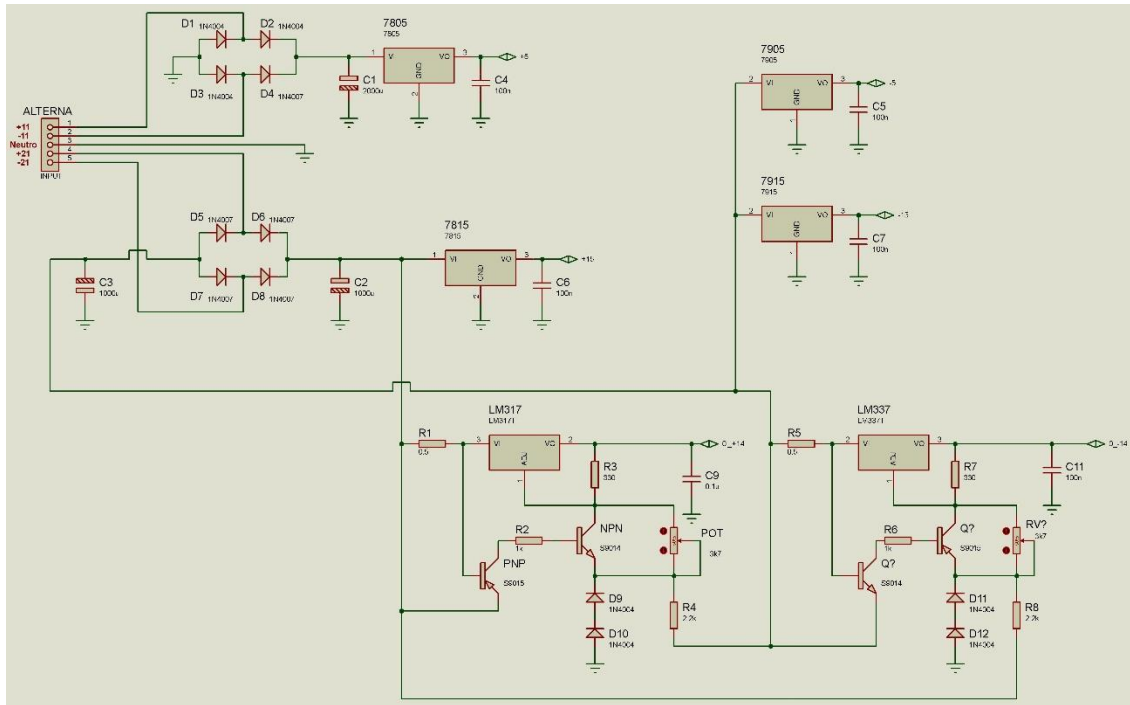 D1 1N4004
D2 1N4004
D3 1N4004
D4 1N4007
7805
7805
1 VI VO 3
GND
2
C1
2000u
C4
100n
+5
ALTERNA
+11 1
-11 2
Neutro 3
+21 4
-21 5
INPUT
7905
7905
2 VI VO 3
GND
1
C5
100n
-5
7915
7915
2 VI VO 3
GND
1
C7
100n
-15
D5 1N4007
D6 1N4007
D7 1N4007
D8 1N4007
C3
1000u
C2
1000u
7815
7815
1 VI VO 3
GND
2
C6
100n
+15
LM317
LM317T
R1
0.5
3 VI VO 2
ADJ
1
0_+14
R3
330
C9
0.1u
R2
1k
NPN
S9014
PNP
S9015
POT
3k7
D9
1N4004
D10
1N4004
R4
2.2k
LM337
LM337T
R5
0.5
2 VI VO 3
ADJ
1
0_-14
R7
330
C11
100n
R6
1k
Q?
S9015
Q?
S9014
RV?
3k7
D11
1N4004
D12
1N4004
R8
2.2k